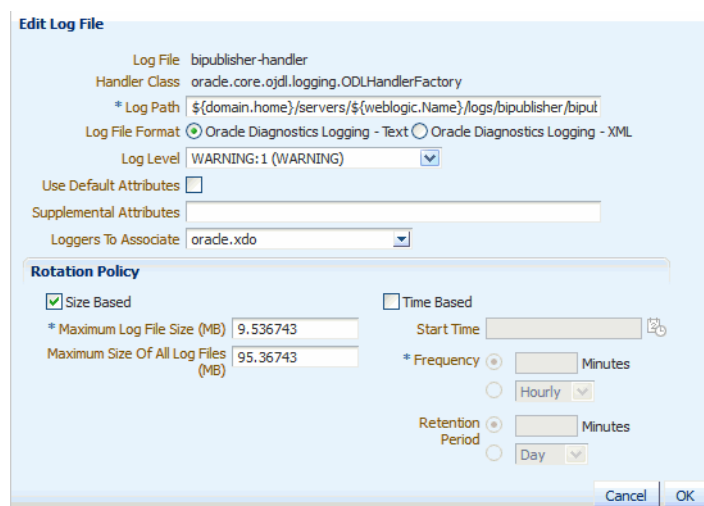 Edit Log File
Log File bipublisher-handler
Handler Class oracle.core.ojdl.logging.ODLHandlerFactory
* Log Path ${domain.home}/servers/${weblogic.Name}/logs/bipublisher/biput
Log File Format Oracle Diagnostics Logging - Text Oracle Diagnostics Logging - XML
Log Level WARNING:1 (WARNING)
Use Default Attributes
Supplemental Attributes
Loggers To Associate oracle.xdo
Rotation Policy
Size Based Time Based
* Maximum Log File Size (MB) 9.536743 Start Time
Maximum Size Of All Log Files (MB) 95.36743 * Frequency Minutes
Hourly
Retention Period Minutes
Day
Cancel OK